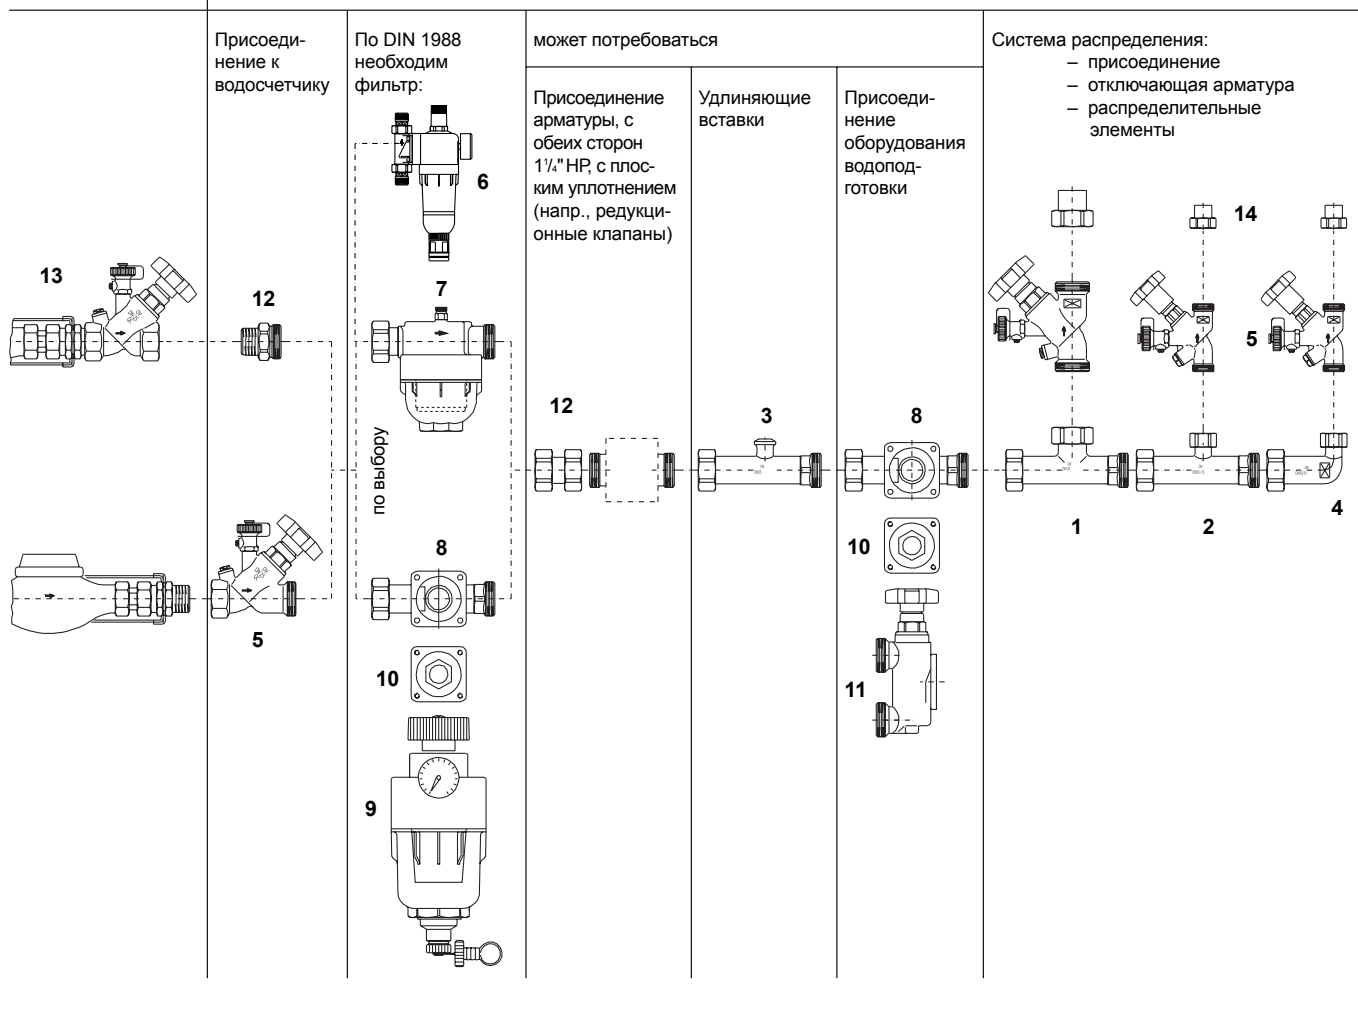 Присоеди-
нение к
водосчетчику
По DIN 1988
необходим
фильтр:
может потребоваться
Присоединение
арматуры, с
обеих сторон
1¼" НР, с плос-
ким уплотнением
(напр., редукци-
онные клапаны)
Удлиняющие
вставки
Присоеди-
нение
оборудования
водопод-
готовки
Система распределения:
– присоединение
– отключающая арматура
– распределительные
элементы
6
14
13
12
7
5
12
3
8
по выбору
1
2
4
8
10
5
10
11
9